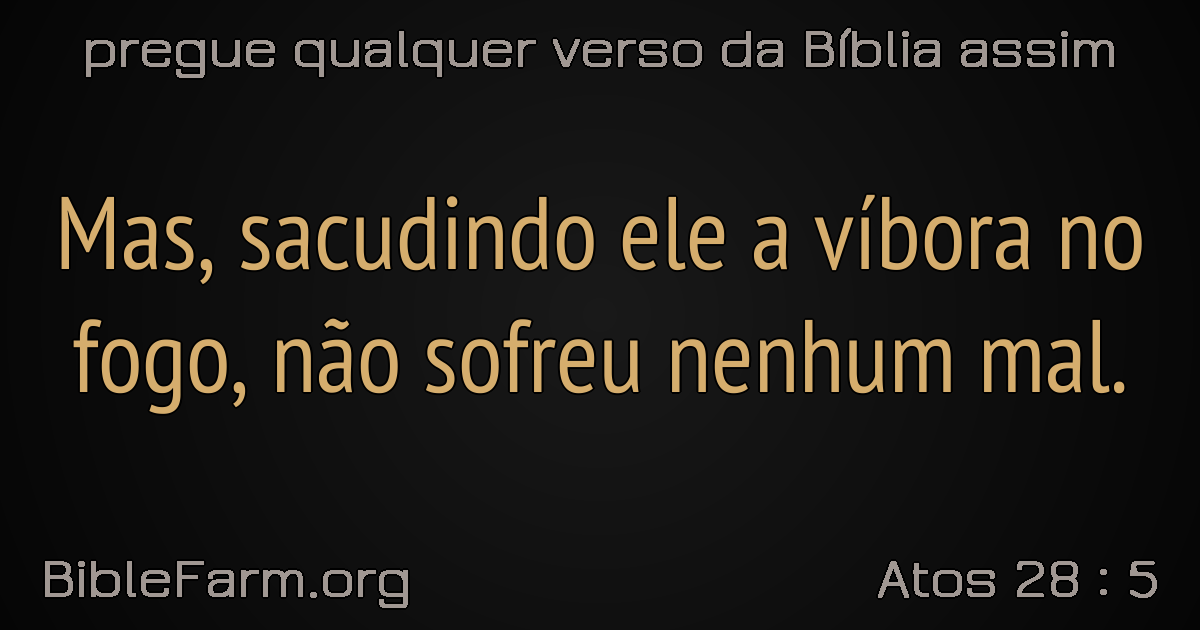 pregue qualquer verso da Bíblia assim
Mas, sacudindo ele a víbora no
fogo, não sofreu nenhum mal.
BibleFarm.org
Atos 28 : 5